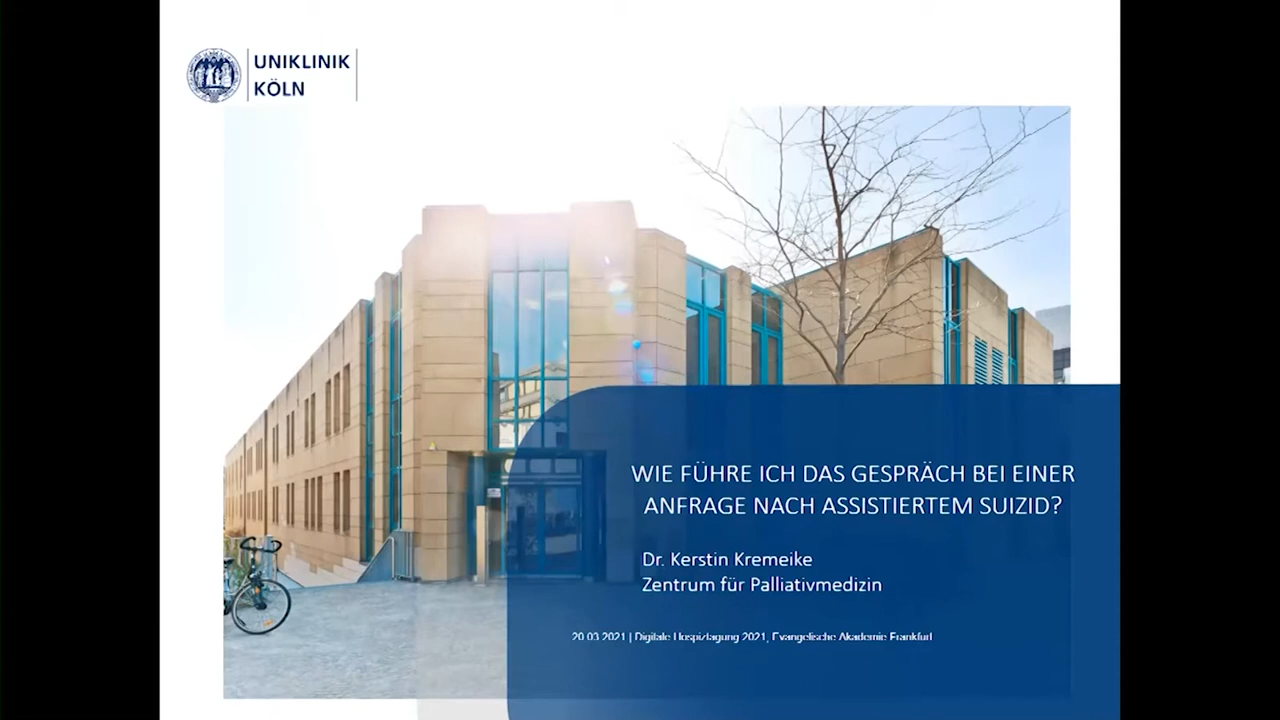 UNIKLINIK
KÖLN
WIE FÜHRE ICH DAS GESPRÄCH BEI EINER
ANFRAGE NACH ASSISTIERTEM SUIZID?
Dr. Kerstin Kremeike
Zentrum für Palliativmedizin
20.03.2021 | Digitale Hospiztagung 2021, Evangelische Akademie Frankfurt